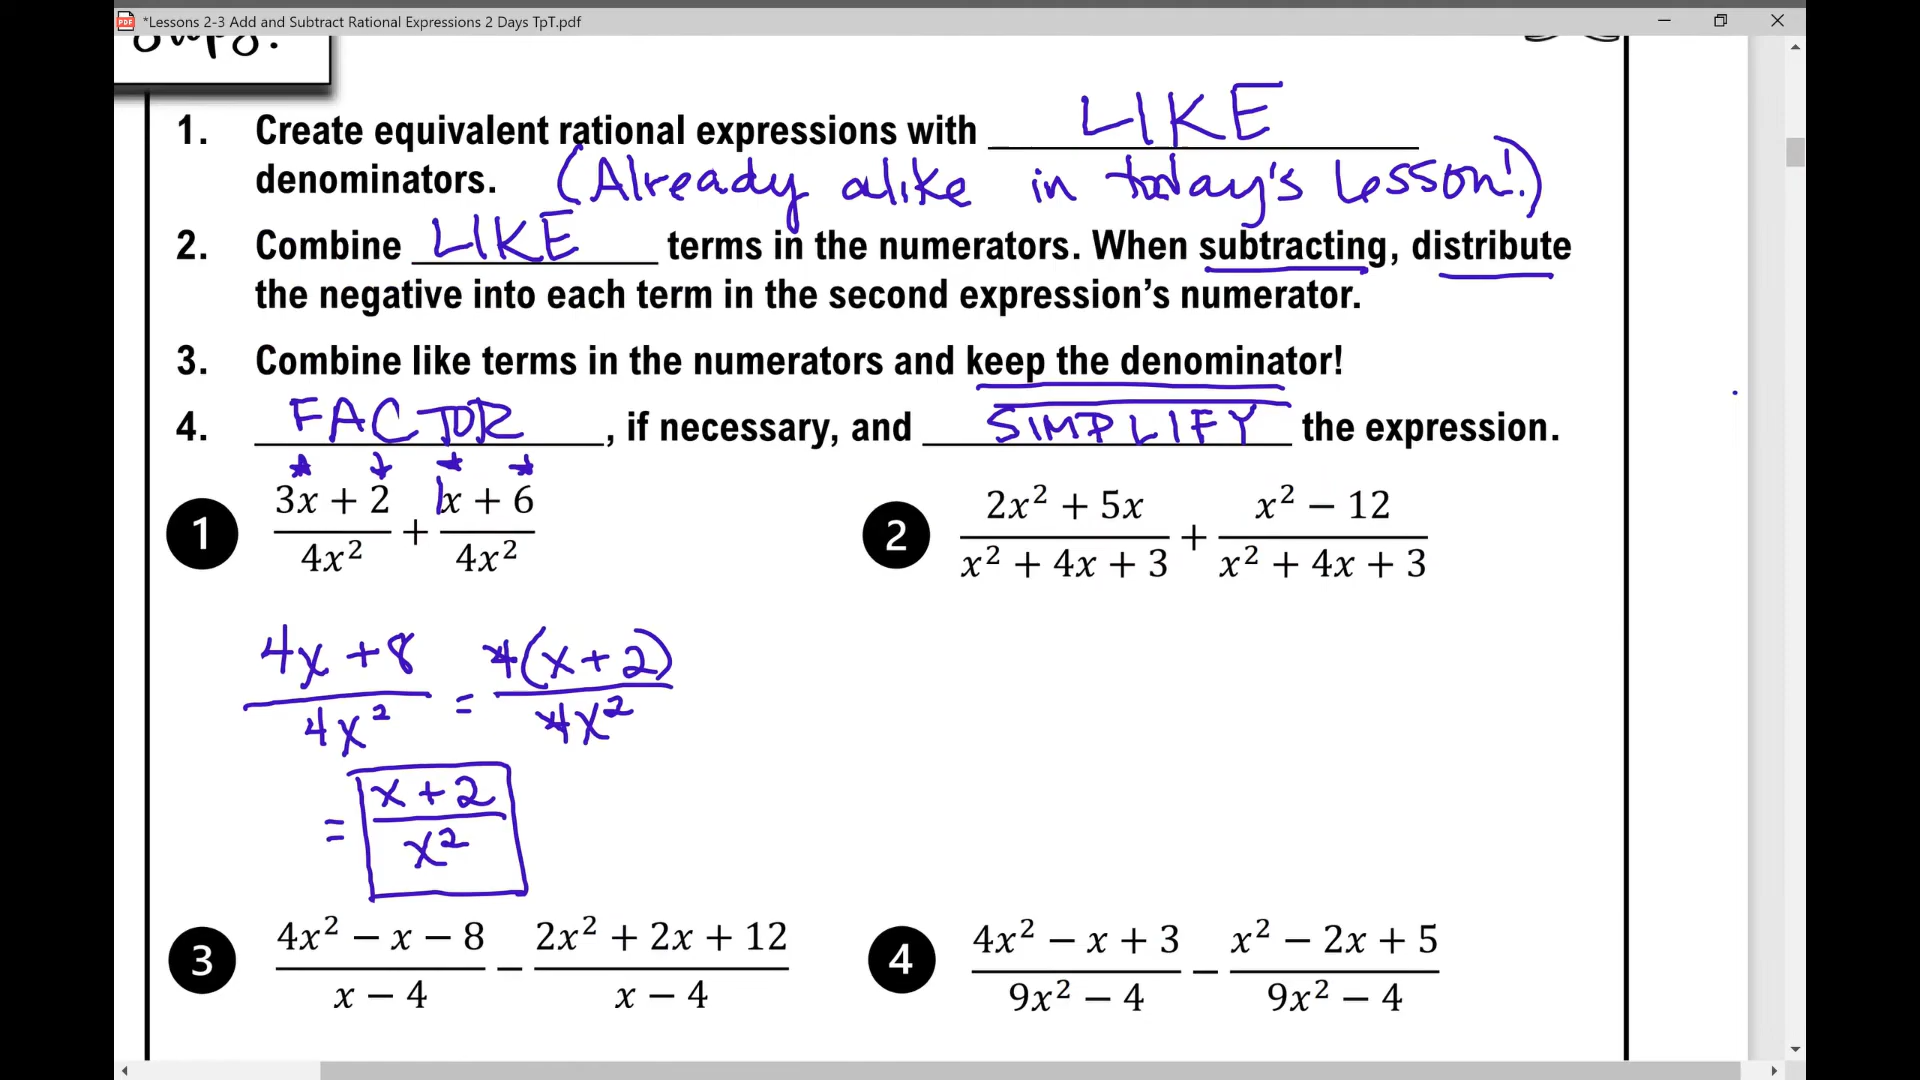 *Lessons 2-3 Add and Subtract Rational Expressions 2 Days TpT.pdf
Steps:
1. Create equivalent rational expressions with LIKE
denominators. (Already alike in today's lesson!)
2. Combine LIKE terms in the numerators. When subtracting, distribute
the negative into each term in the second expression’s numerator.
3. Combine like terms in the numerators and keep the denominator!
4. FACTOR, if necessary, and SIMPLIFY the expression.
1 (3x + 2)/(4x²) + (1x + 6)/(4x²)
(4x + 8)/(4x²) = 4(x + 2)/(4x²)
= (x + 2)/(x²)
2 (2x² + 5x)/(x² + 4x + 3) + (x² − 12)/(x² + 4x + 3)
3 (4x² − x − 8)/(x − 4) − (2x² + 2x + 12)/(x − 4)
4 (4x² − x + 3)/(9x² − 4) − (x² − 2x + 5)/(9x² − 4)